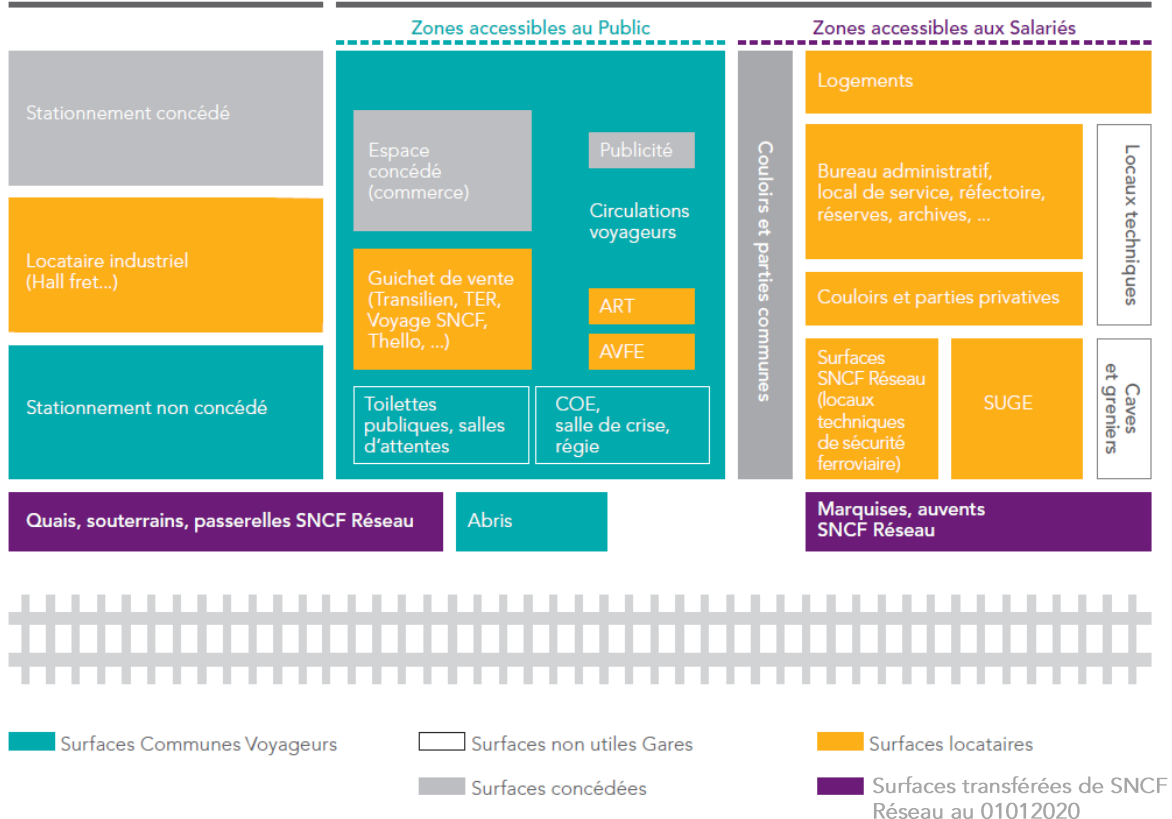 Zones accessibles au Public
Zones accessibles aux Salariés
Stationnement concédé
Locataire industriel
(Hall fret...)
Stationnement non concédé
Espace
concédé
(commerce)
Publicité
Circulations
voyageurs
Guichet de vente
(Transilien, TER,
Voyage SNCF,
Thello, ...)
ART
AVFE
Toilettes
publiques, salles
d'attentes
COE,
salle de crise,
régie
Couloirs et parties communes
Logements
Bureau administratif,
local de service, réfectoire,
réserves, archives, ...
Couloirs et parties privatives
Locaux techniques
Surfaces
SNCF Réseau
(locaux
techniques
de sécurité
ferroviaire)
SUGE
Caves
et greniers
Quais, souterrains, passerelles SNCF Réseau
Abris
Marquises, auvents
SNCF Réseau
Surfaces Communes Voyageurs
Surfaces non utiles Gares
Surfaces locataires
Surfaces concédées
Surfaces transférées de SNCF
Réseau au 01012020